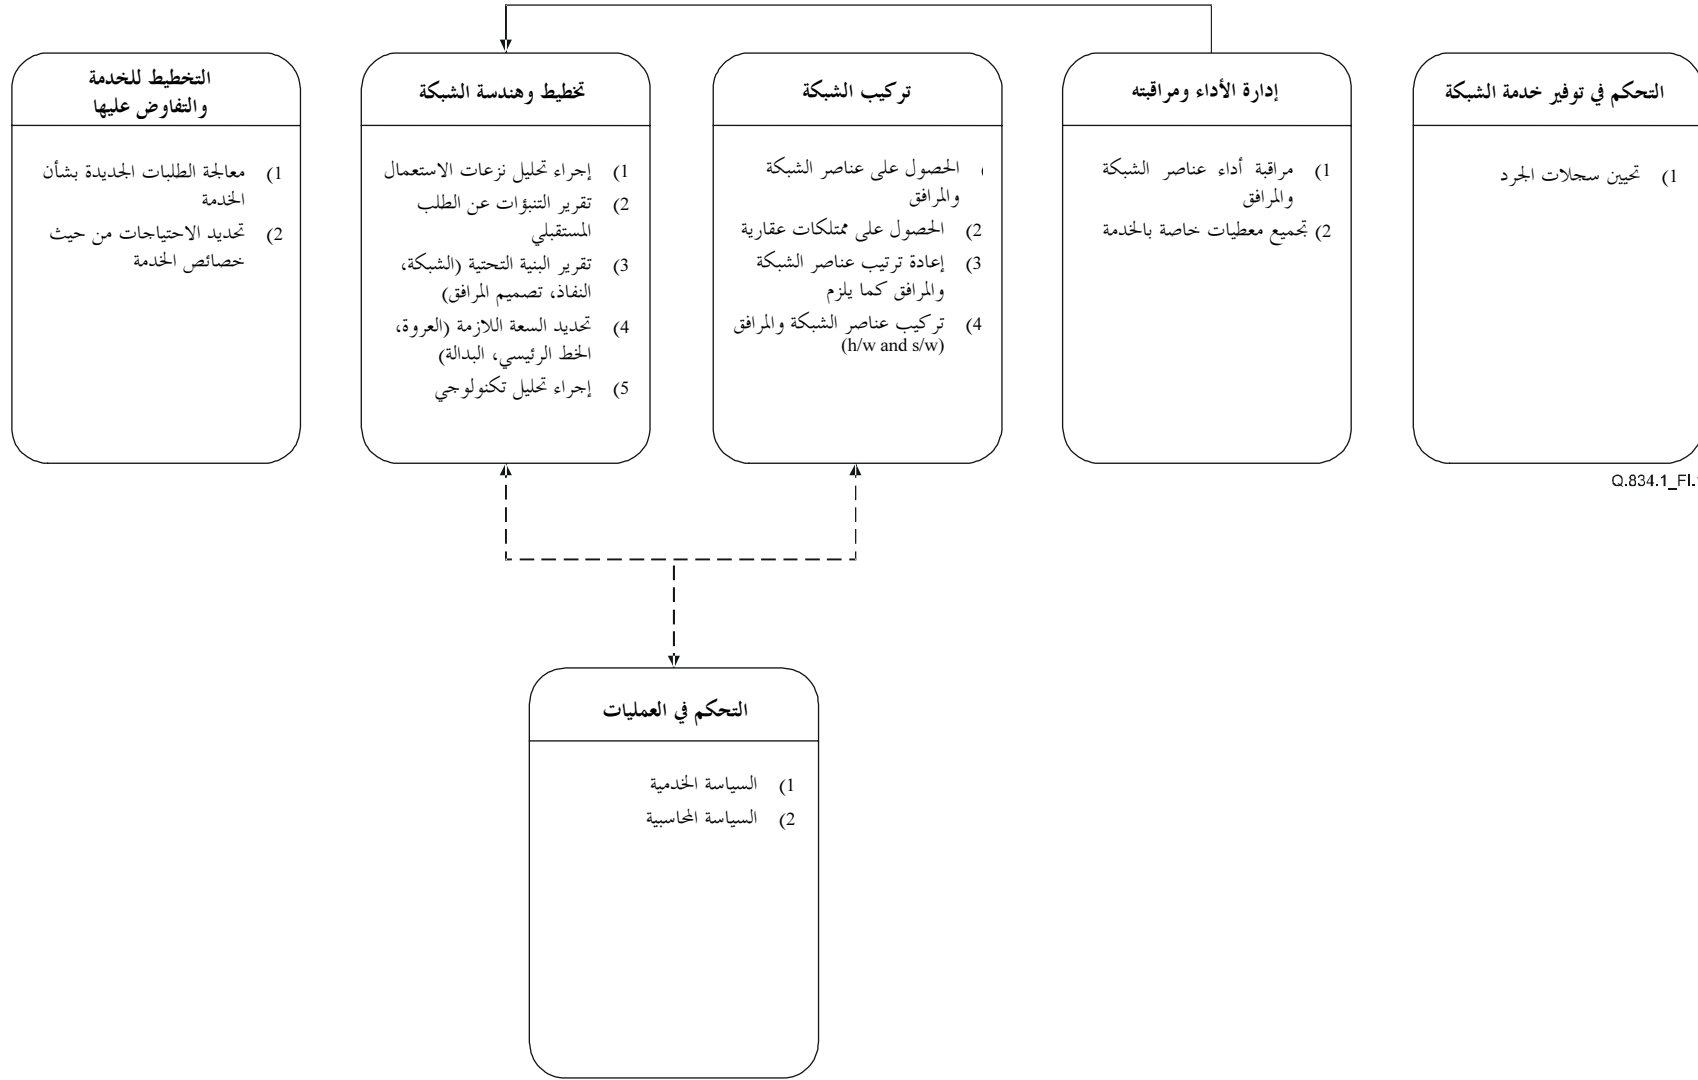 التخطيط للخدمة
والتفاوض عليها
1) معالجة الطلبات الجديدة بشأن
الخدمة
2) تحديد الاحتياجات من حيث
خصائص الخدمة
تخطيط وهندسة الشبكة
1) إجراء تحليل نزعات الاستعمال
2) تقرير التنبؤات عن الطلب
المستقبلي
3) تقرير البنية التحتية (الشبكة،
النفاذ، تصميم المرافق)
4) تحديد السعة اللازمة (العروة،
الخط الرئيسي، البدالة)
5) إجراء تحليل تكنولوجي
تركيب الشبكة
الحصول على عناصر الشبكة
والمرافق
2) الحصول على ممتلكات عقارية
3) إعادة ترتيب عناصر الشبكة
والمرافق كما يلزم
4) تركيب عناصر الشبكة والمرافق
(h/w and s/w)
إدارة الأداء ومراقبته
1) مراقبة أداء عناصر الشبكة
والمرافق
2) تجميع معطيات خاصة بالخدمة
التحكم في توفير خدمة الشبكة
1) تحيين سجلات الجرد
Q.834.1_FI.
التحكم في العمليات
1) السياسة الخدمية
2) السياسة المحاسبية